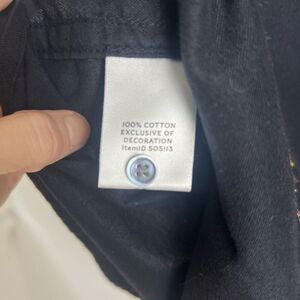 100% COTTON
EXCLUSIVE OF
DECORATION
ItemID 505113